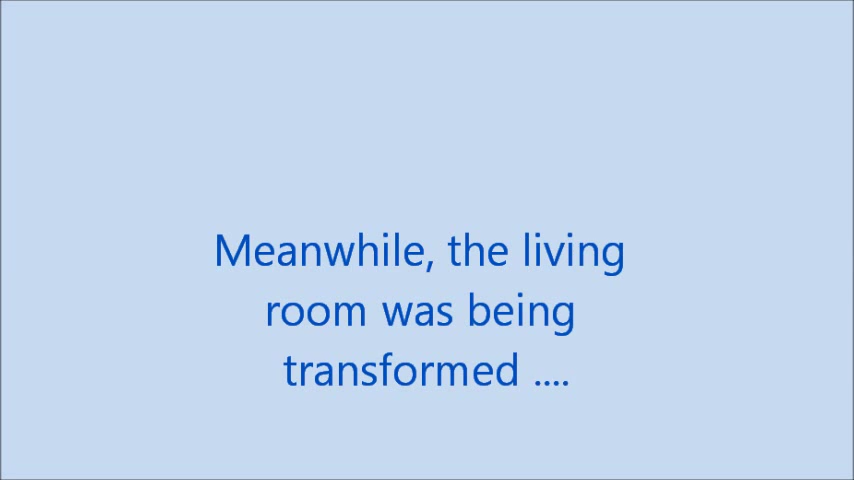 Meanwhile, the living
room was being
transformed ....